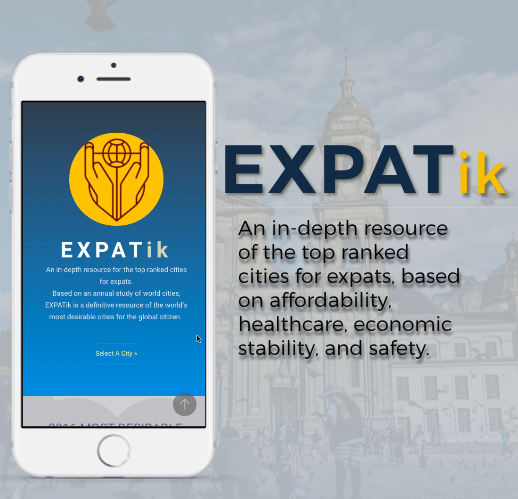 EXPATik
An in-depth resource for the top ranked cities
for expats.
Based on an annual study of world cities,
EXPATik is a definitive resource of the world's
most desirable cities for the global citizen.
Select A City »
2016 MOST DESIRABLE
EXPATik
An in-depth resource
of the top ranked
cities for expats, based
on affordability,
healthcare, economic
stability, and safety.